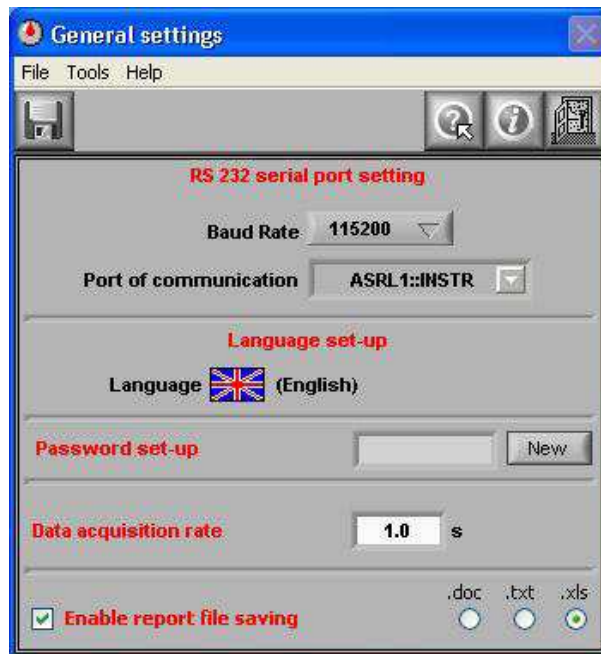 General settings
File Tools Help
RS 232 serial port setting
Baud Rate 115200
Port of communication ASRL1::INSTR
Language set-up
Language (English)
Password set-up New
Data acquisition rate 1.0 s
.doc .txt .xls
Enable report file saving